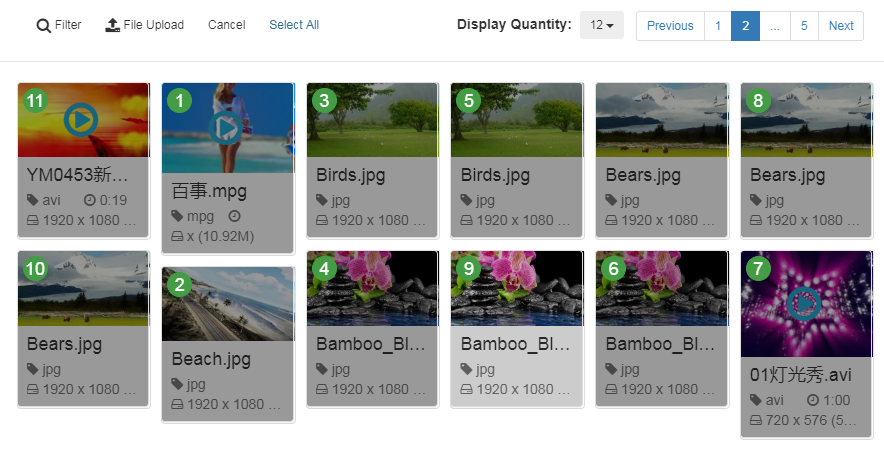 Filter File Upload Cancel Select All Display Quantity: 12 Previous 1 2 ... 5 Next
11
YM0453新...
avi 0:19
1920 x 1080 ...
1
百事.mpg
mpg
x (10.92M)
3
Birds.jpg
jpg
1920 x 1080 ...
5
Birds.jpg
jpg
1920 x 1080 ...
Bears.jpg
jpg
1920 x 1080 ...
8
Bears.jpg
jpg
1920 x 1080 ...
10
Bears.jpg
jpg
1920 x 1080 ...
2
Beach.jpg
jpg
1920 x 1080 ...
4
Bamboo_Bl...
jpg
1920 x 1080 ...
9
Bamboo_Bl...
jpg
1920 x 1080 ...
6
Bamboo_Bl...
jpg
1920 x 1080 ...
7
01灯光秀.avi
avi 1:00
720 x 576 (5...